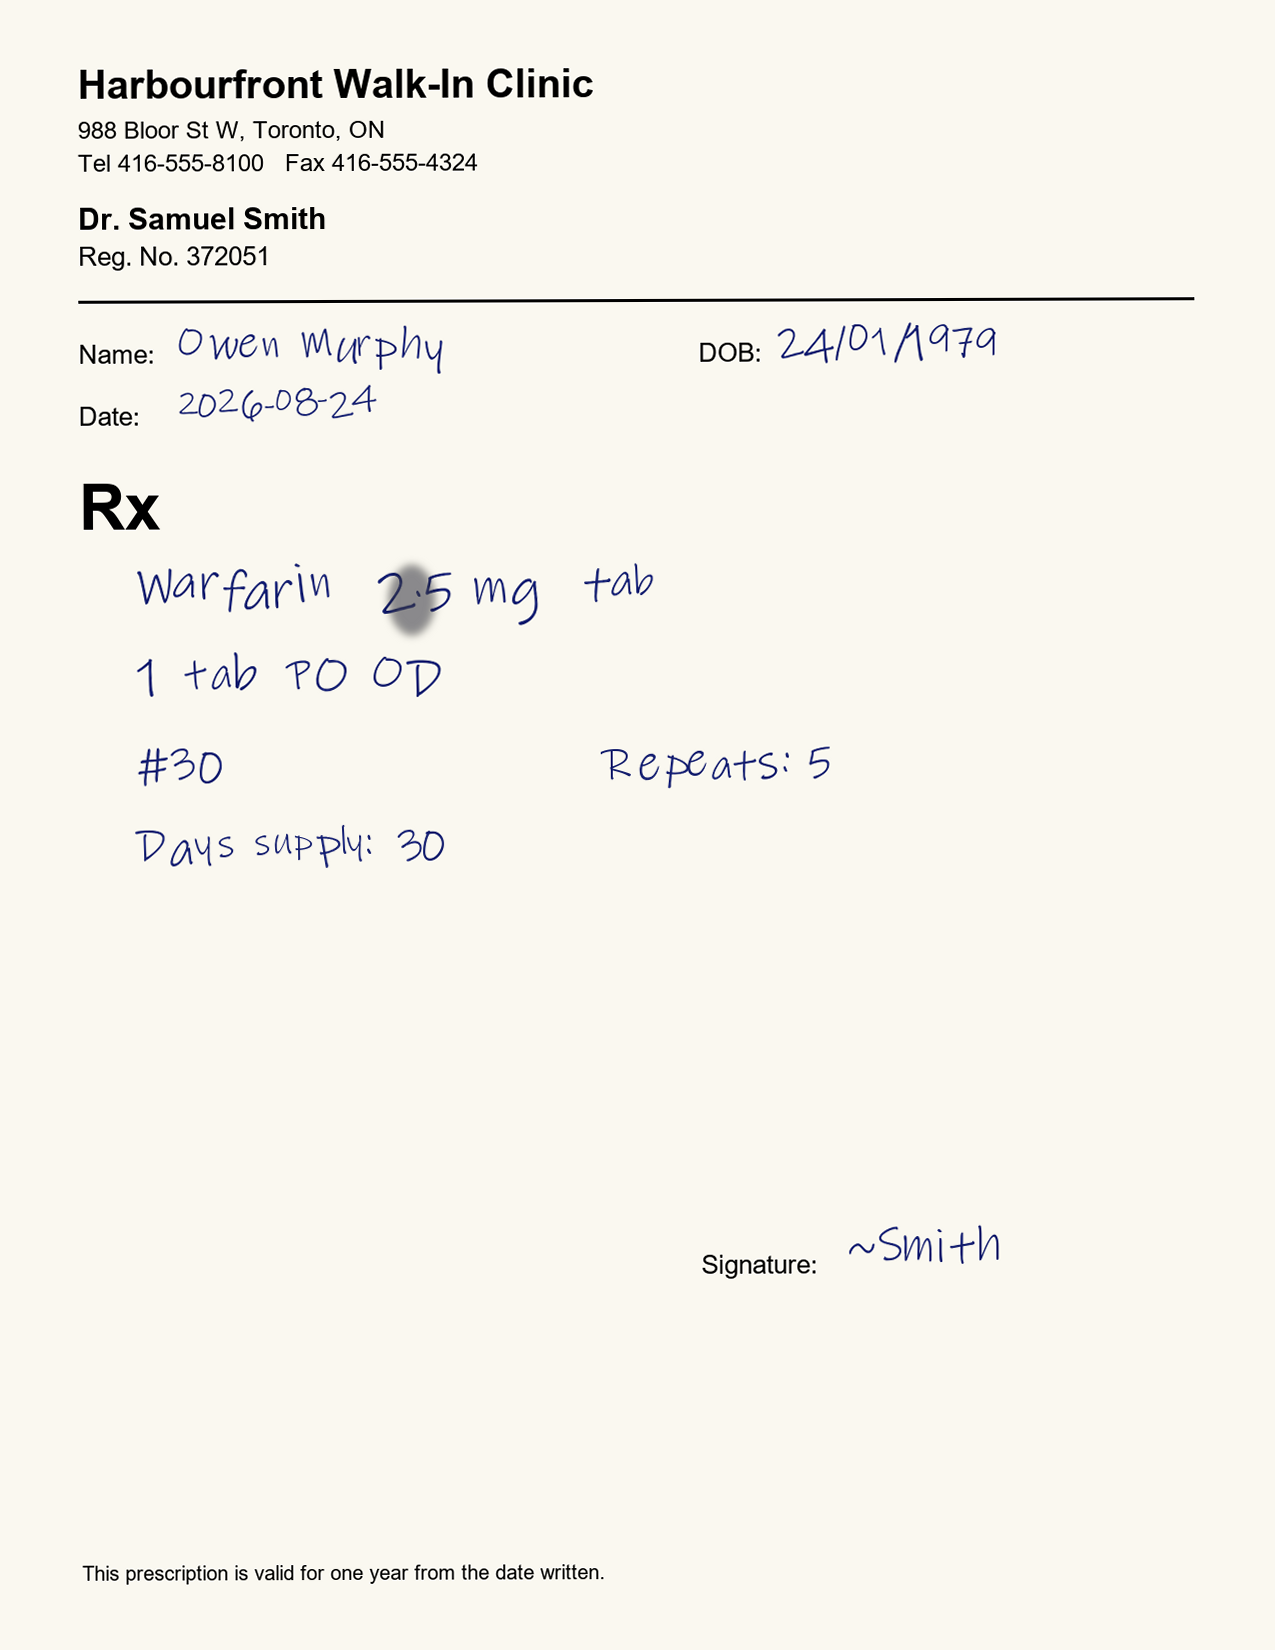 Harbourfront Walk-In Clinic
988 Bloor St W, Toronto, ON
Tel 416-555-8100 Fax 416-555-4324
Dr. Samuel Smith
Reg. No. 372051
Name: Owen Murphy DOB: 24/01/1979
Date: 2026-08-24
Rx
Warfarin 2.5 mg tab
1 tab PO OD
#30 Repeats: 5
Days supply: 30
Signature: ~Smith
This prescription is valid for one year from the date written.